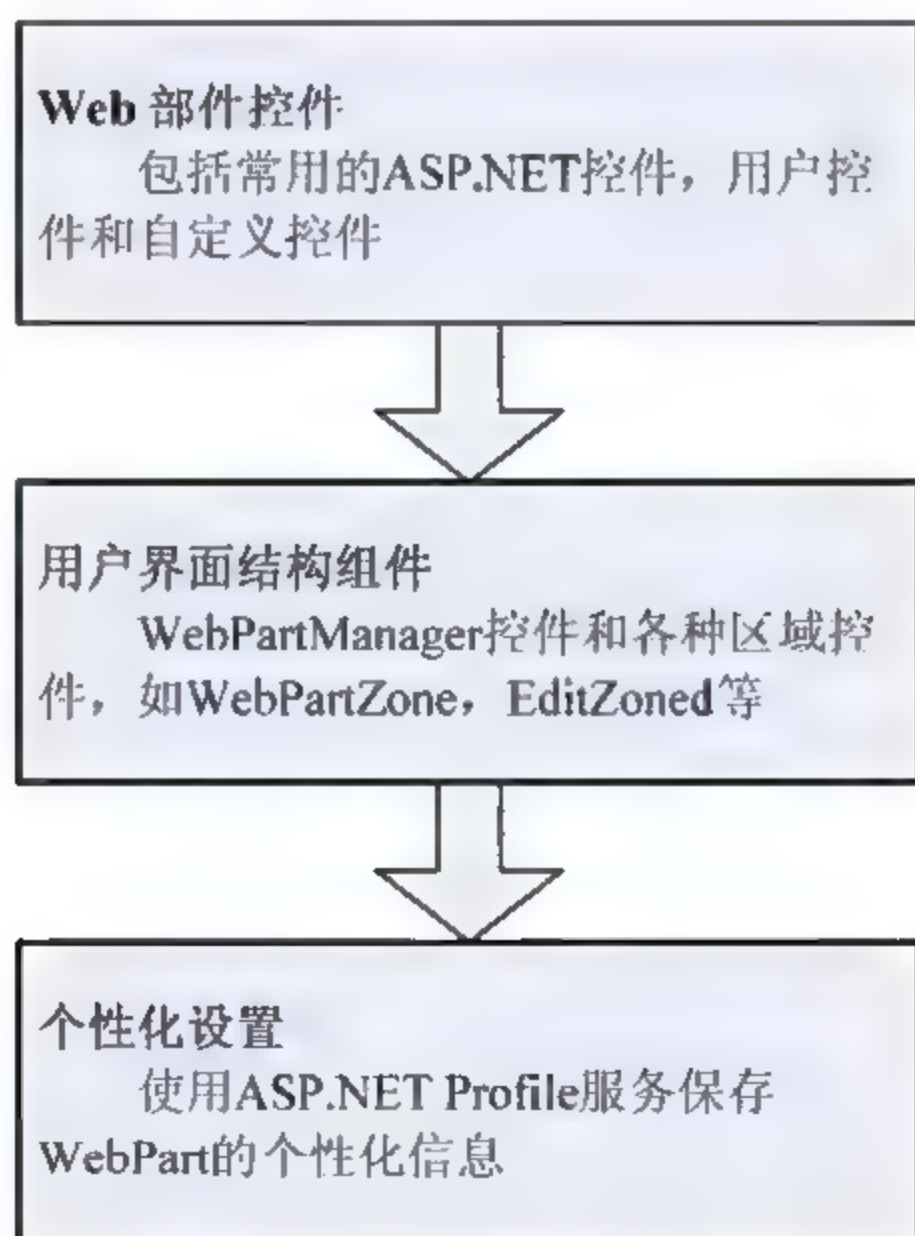 Web 部件控件
包括常用的ASP.NET控件，用户控
件和自定义控件
用户界面结构组件
WebPartManager控件和各种区域控
件，如WebPartZone，EditZoned等
个性化设置
使用ASP.NET Profile服务保存
WebPart的个性化信息